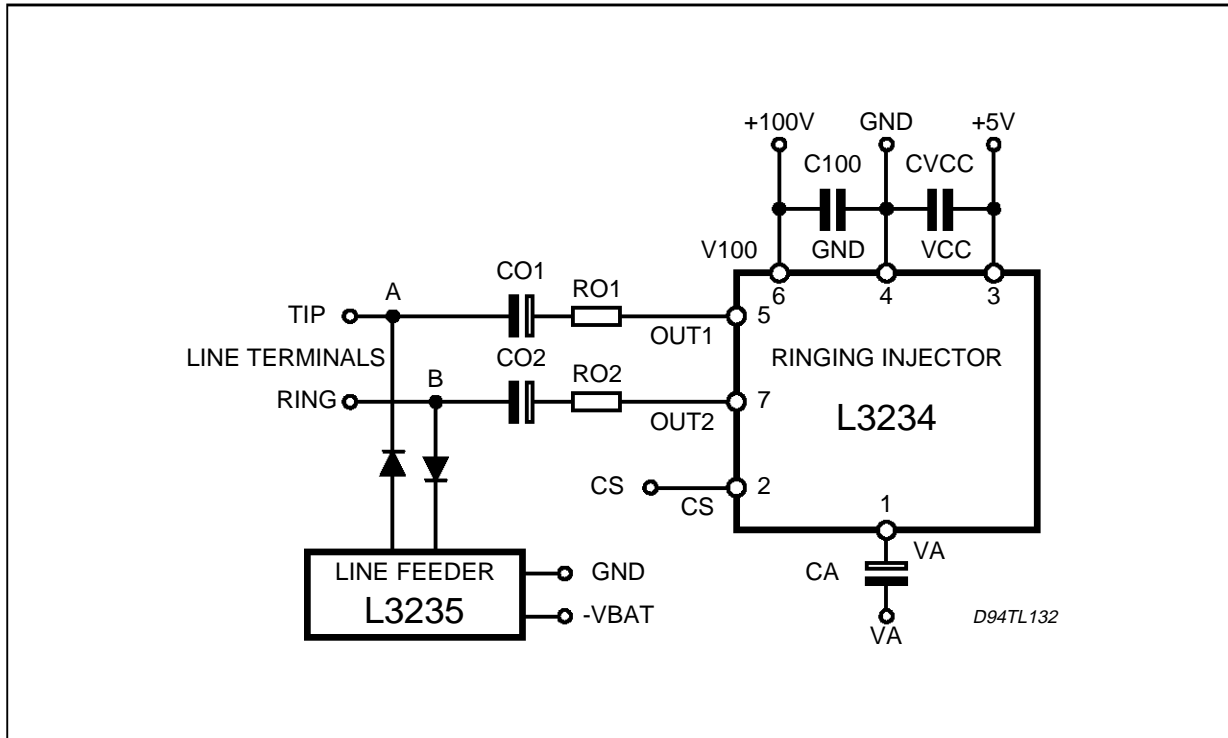 +100V GND +5V
C100 CVCC
V100 GND VCC
6 4 3
CO1 RO1
A
TIP
OUT1 5
LINE TERMINALS
CO2 RO2
RINGING INJECTOR
B
RING
OUT2 7
L3234
CS CS 2
1
VA
CA
VA
LINE FEEDER
L3235
GND
-VBAT
D94TL132